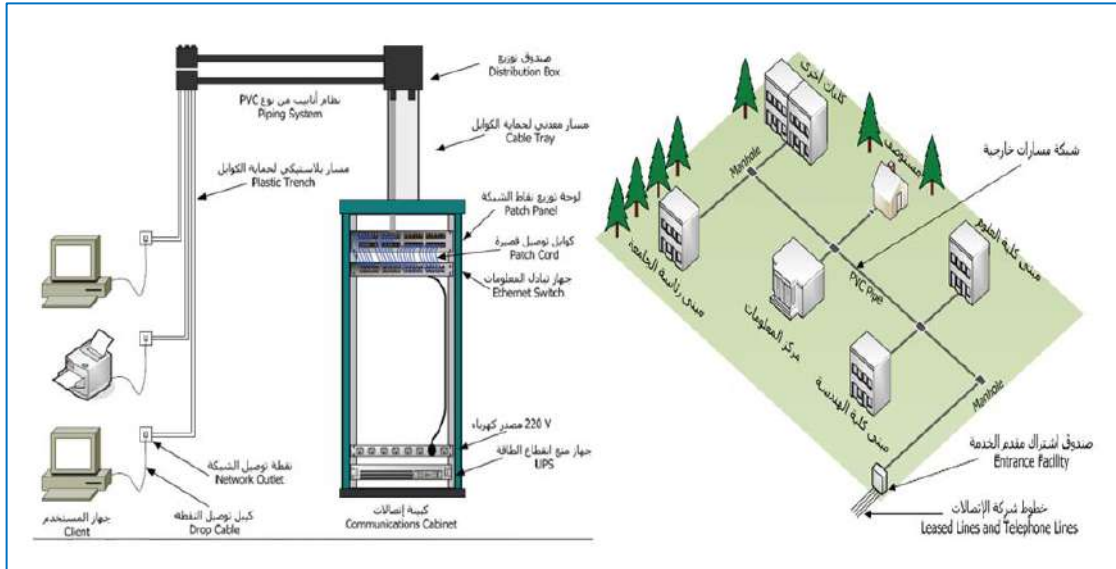 صندوق توزيع
Distribution Box
نظام أنابيب من نوع PVC
Piping System
مسار معدني لحماية الكوابل
Cable Tray
مسار بلاستيكي لحماية الكوابل
Plastic Trench
لوحة توزيع نقاط الشبكة
Patch Panel
كوابل توصيل قصيرة
Patch Cord
جهاز تبادل المعلومات
Ethernet Switch
220 V مصدر كهرباء
جهاز منع انقطاع الطاقة
UPS
نقطة توصيل الشبكة
Network Outlet
جهاز المستخدم
Client
كيبل توصيل النقطة
Drop Cable
كبينة إتصالات
Communications Cabinet
كليات أخرى
Manhole
مستوصف
شبكة مسارات خارجية
مبنى كلية العلوم
مبنى رئاسة الجامعة
PVC Pipe
مركز المعلومات
مبنى كلية الهندسة
Manhole
صندوق اشتراك مقدم الخدمة
Entrance Facility
خطوط شركة الإتصالات
Leased Lines and Telephone Lines